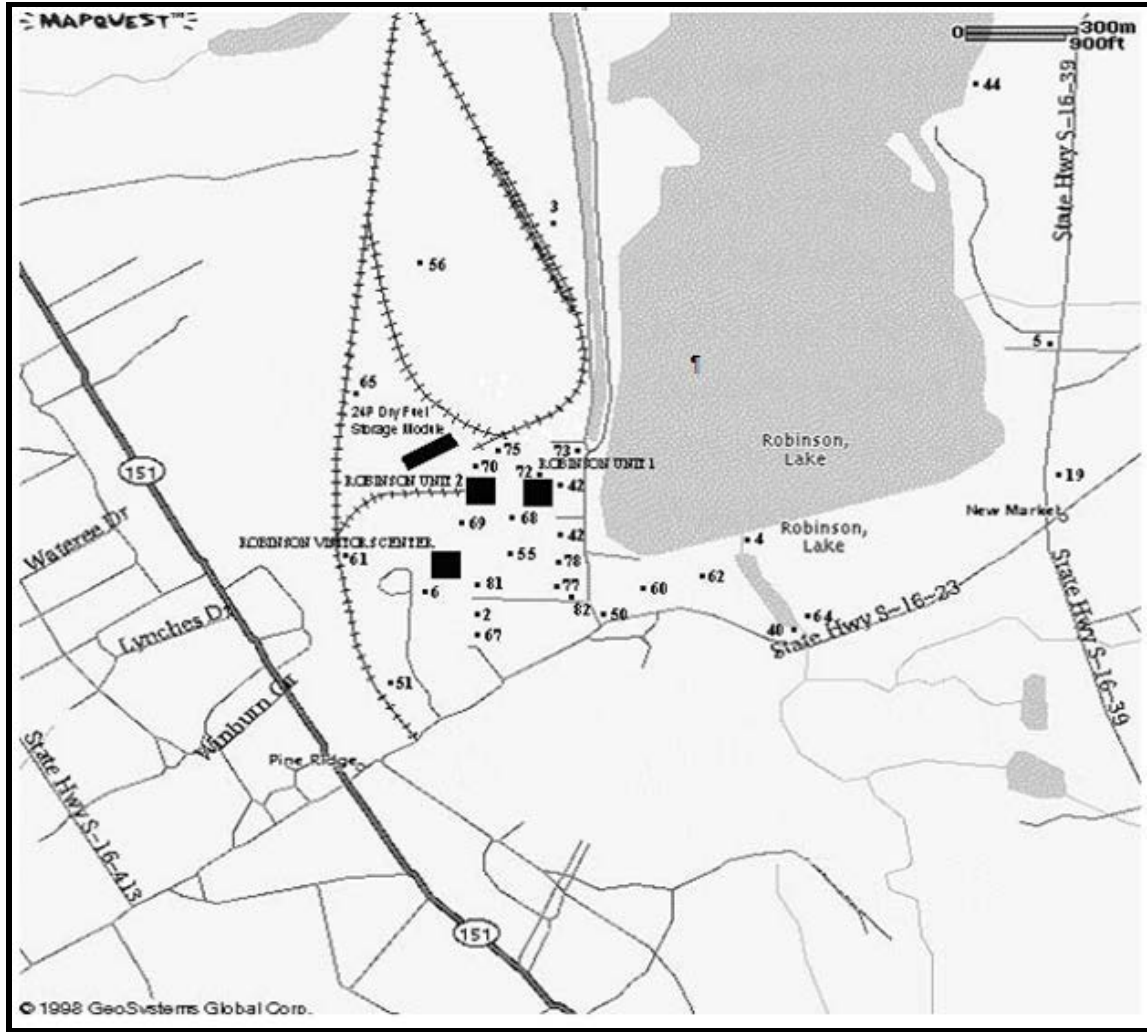 MAPQUEST™
0 300m
900ft
44
State Hwy S-16-39
3
56
5
65
24P Dry Fuel
Storage Module
Robinson,
Lake
75
73
ROBINSON UNIT 1
70
72
151
ROBINSON UNIT 2
42
19
New Market
69
68
Wateree Dr
42
Robinson,
Lake
4
ROBINSON VISITORS CENTER
61
55
78
62
6
81
77
60
82
50
2
64
40
State Hwy S-16-23
Lynches Dr
67
State Hwy S-16-39
51
Winburn Cir
Pine Ridge
State Hwy S-16-413
151
© 1998 GeoSystems Global Corp.